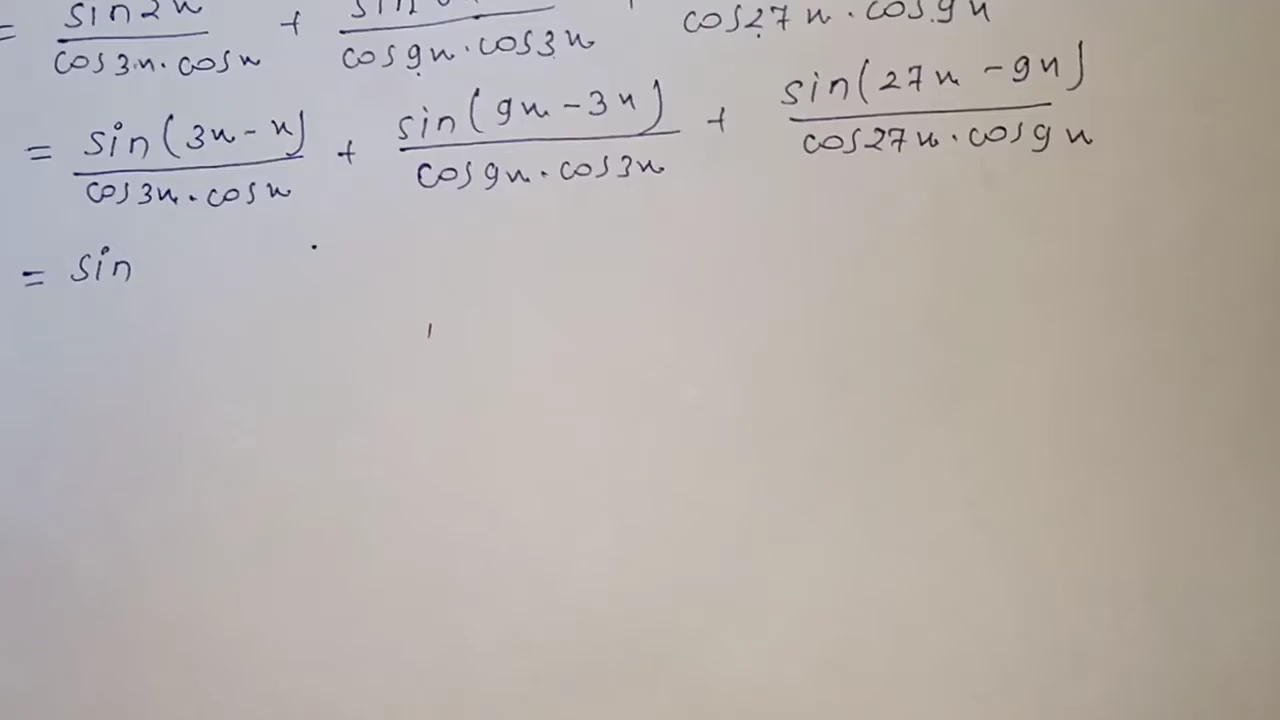 = sin2x / cos3x · cosx + sin / cos9x · cos3x + cos27x · cos9x
= sin(3x - x) / cos3x · cosx + sin(9x - 3x) / cos9x · cos3x + sin(27x - 9x) / cos27x · cos9x
= sin